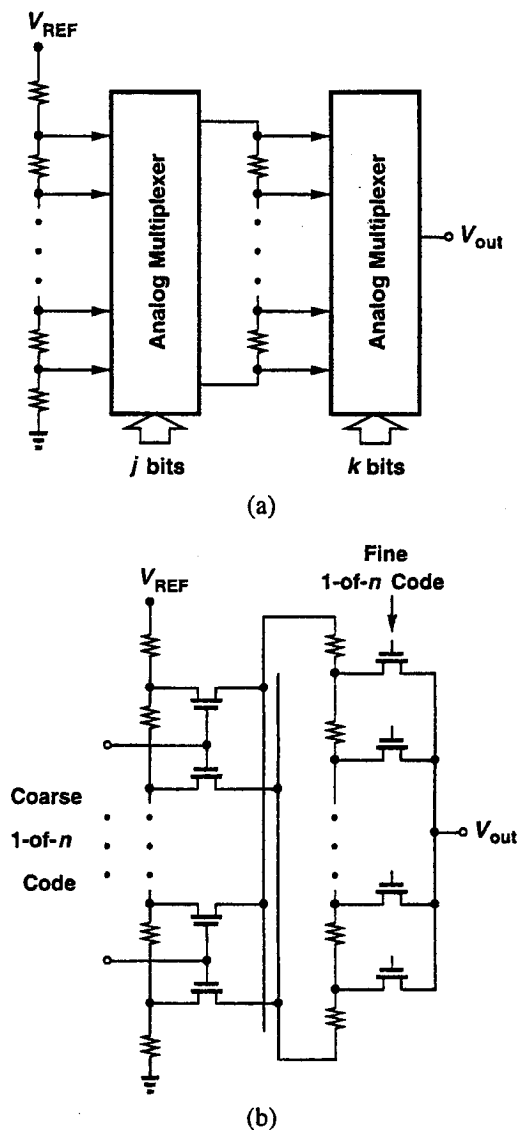 V_REF
Analog Multiplexer
Analog Multiplexer
V_out
j bits
k bits
(a)
Fine
1-of-n Code
V_REF
Coarse
1-of-n
Code
V_out
(b)